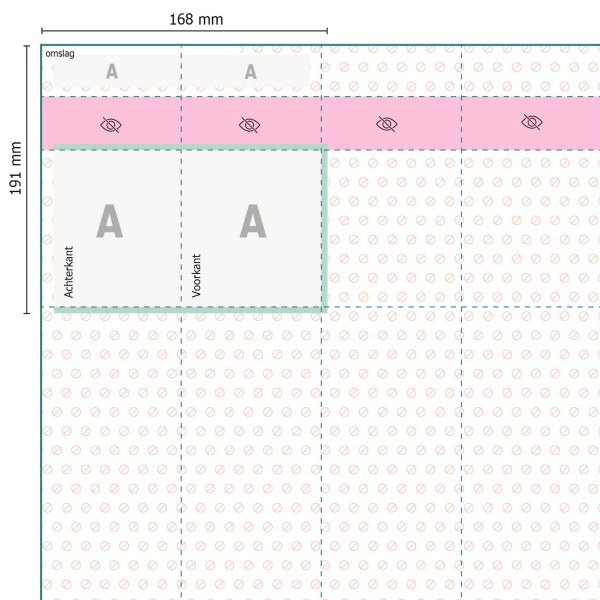 168 mm
omslag
A A
191 mm
A A
Achterkant
Voorkant